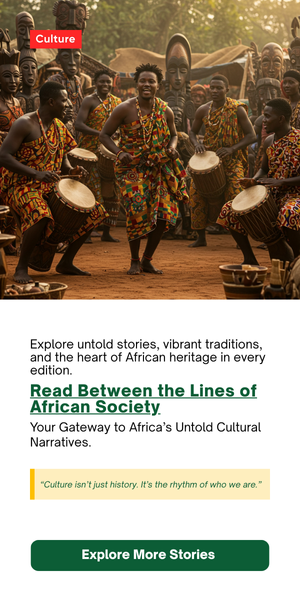 Culture
Explore untold stories, vibrant traditions,
and the heart of African heritage in every
edition.
Read Between the Lines of
African Society
Your Gateway to Africa’s Untold Cultural
Narratives.
“Culture isn’t just history. It’s the rhythm of who we are.”
Explore More Stories